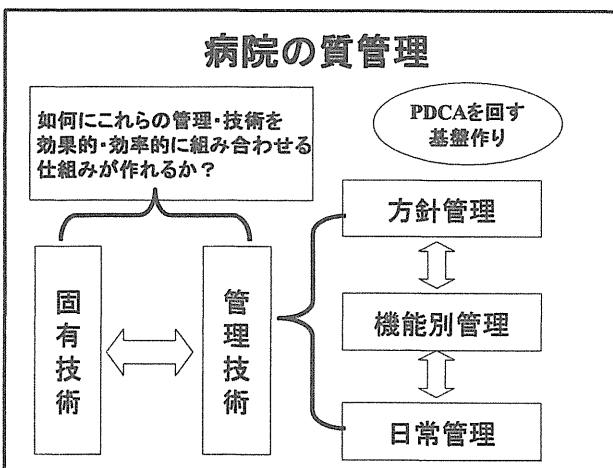 病院の質管理
如何にこれらの管理・技術を
効果的・効率的に組み合わせる
仕組みが作れるか？
PDCAを回す
基盤作り
固有技術
管理技術
方針管理
機能別管理
日常管理